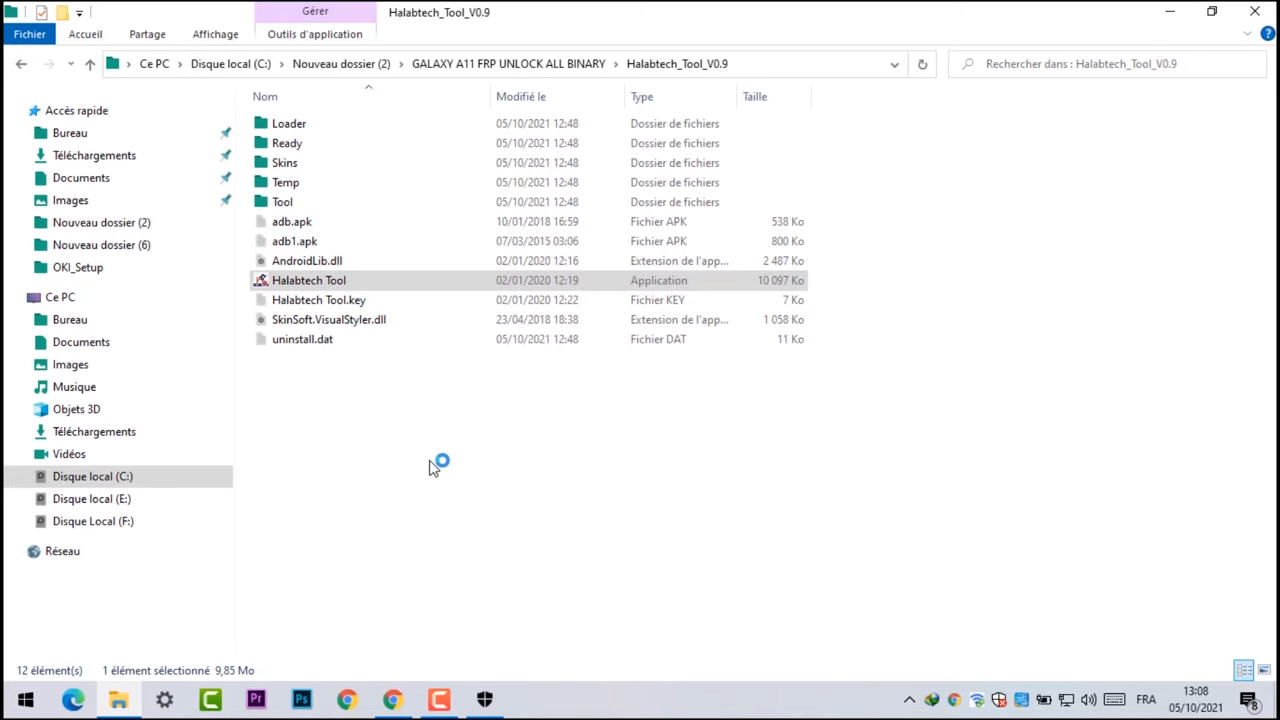 Gérer
Halabtech_Tool_V0.9
Fichier
Accueil
Partage
Affichage
Outils d'application
Ce PC
Disque local (C:)
Nouveau dossier (2)
GALAXY A11 FRP UNLOCK ALL BINARY
Halabtech_Tool_V0.9
Rechercher dans : Halabtech_Tool_V0.9
Nom
Modifié le
Type
Taille
Accès rapide
Bureau
Téléchargements
Documents
Images
Nouveau dossier (2)
Nouveau dossier (6)
OKI_Setup
Ce PC
Bureau
Documents
Images
Musique
Objets 3D
Téléchargements
Vidéos
Disque local (C:)
Disque local (E:)
Disque Local (F:)
Réseau
Loader 05/10/2021 12:48 Dossier de fichiers
Ready 05/10/2021 12:48 Dossier de fichiers
Skins 05/10/2021 12:48 Dossier de fichiers
Temp 05/10/2021 12:48 Dossier de fichiers
Tool 05/10/2021 12:48 Dossier de fichiers
adb.apk 10/01/2018 16:59 Fichier APK 538 Ko
adb1.apk 07/03/2015 03:06 Fichier APK 800 Ko
AndroidLib.dll 02/01/2020 12:16 Extension de l'app... 2 487 Ko
Halabtech Tool 02/01/2020 12:19 Application 10 097 Ko
Halabtech Tool.key 02/01/2020 12:22 Fichier KEY 7 Ko
SkinSoft.VisualStyler.dll 23/04/2018 18:38 Extension de l'app... 1 058 Ko
uninstall.dat 05/10/2021 12:48 Fichier DAT 11 Ko
12 élément(s)
1 élément sélectionné 9,85 Mo
Pr
Ps
FRA
13:08
05/10/2021
8